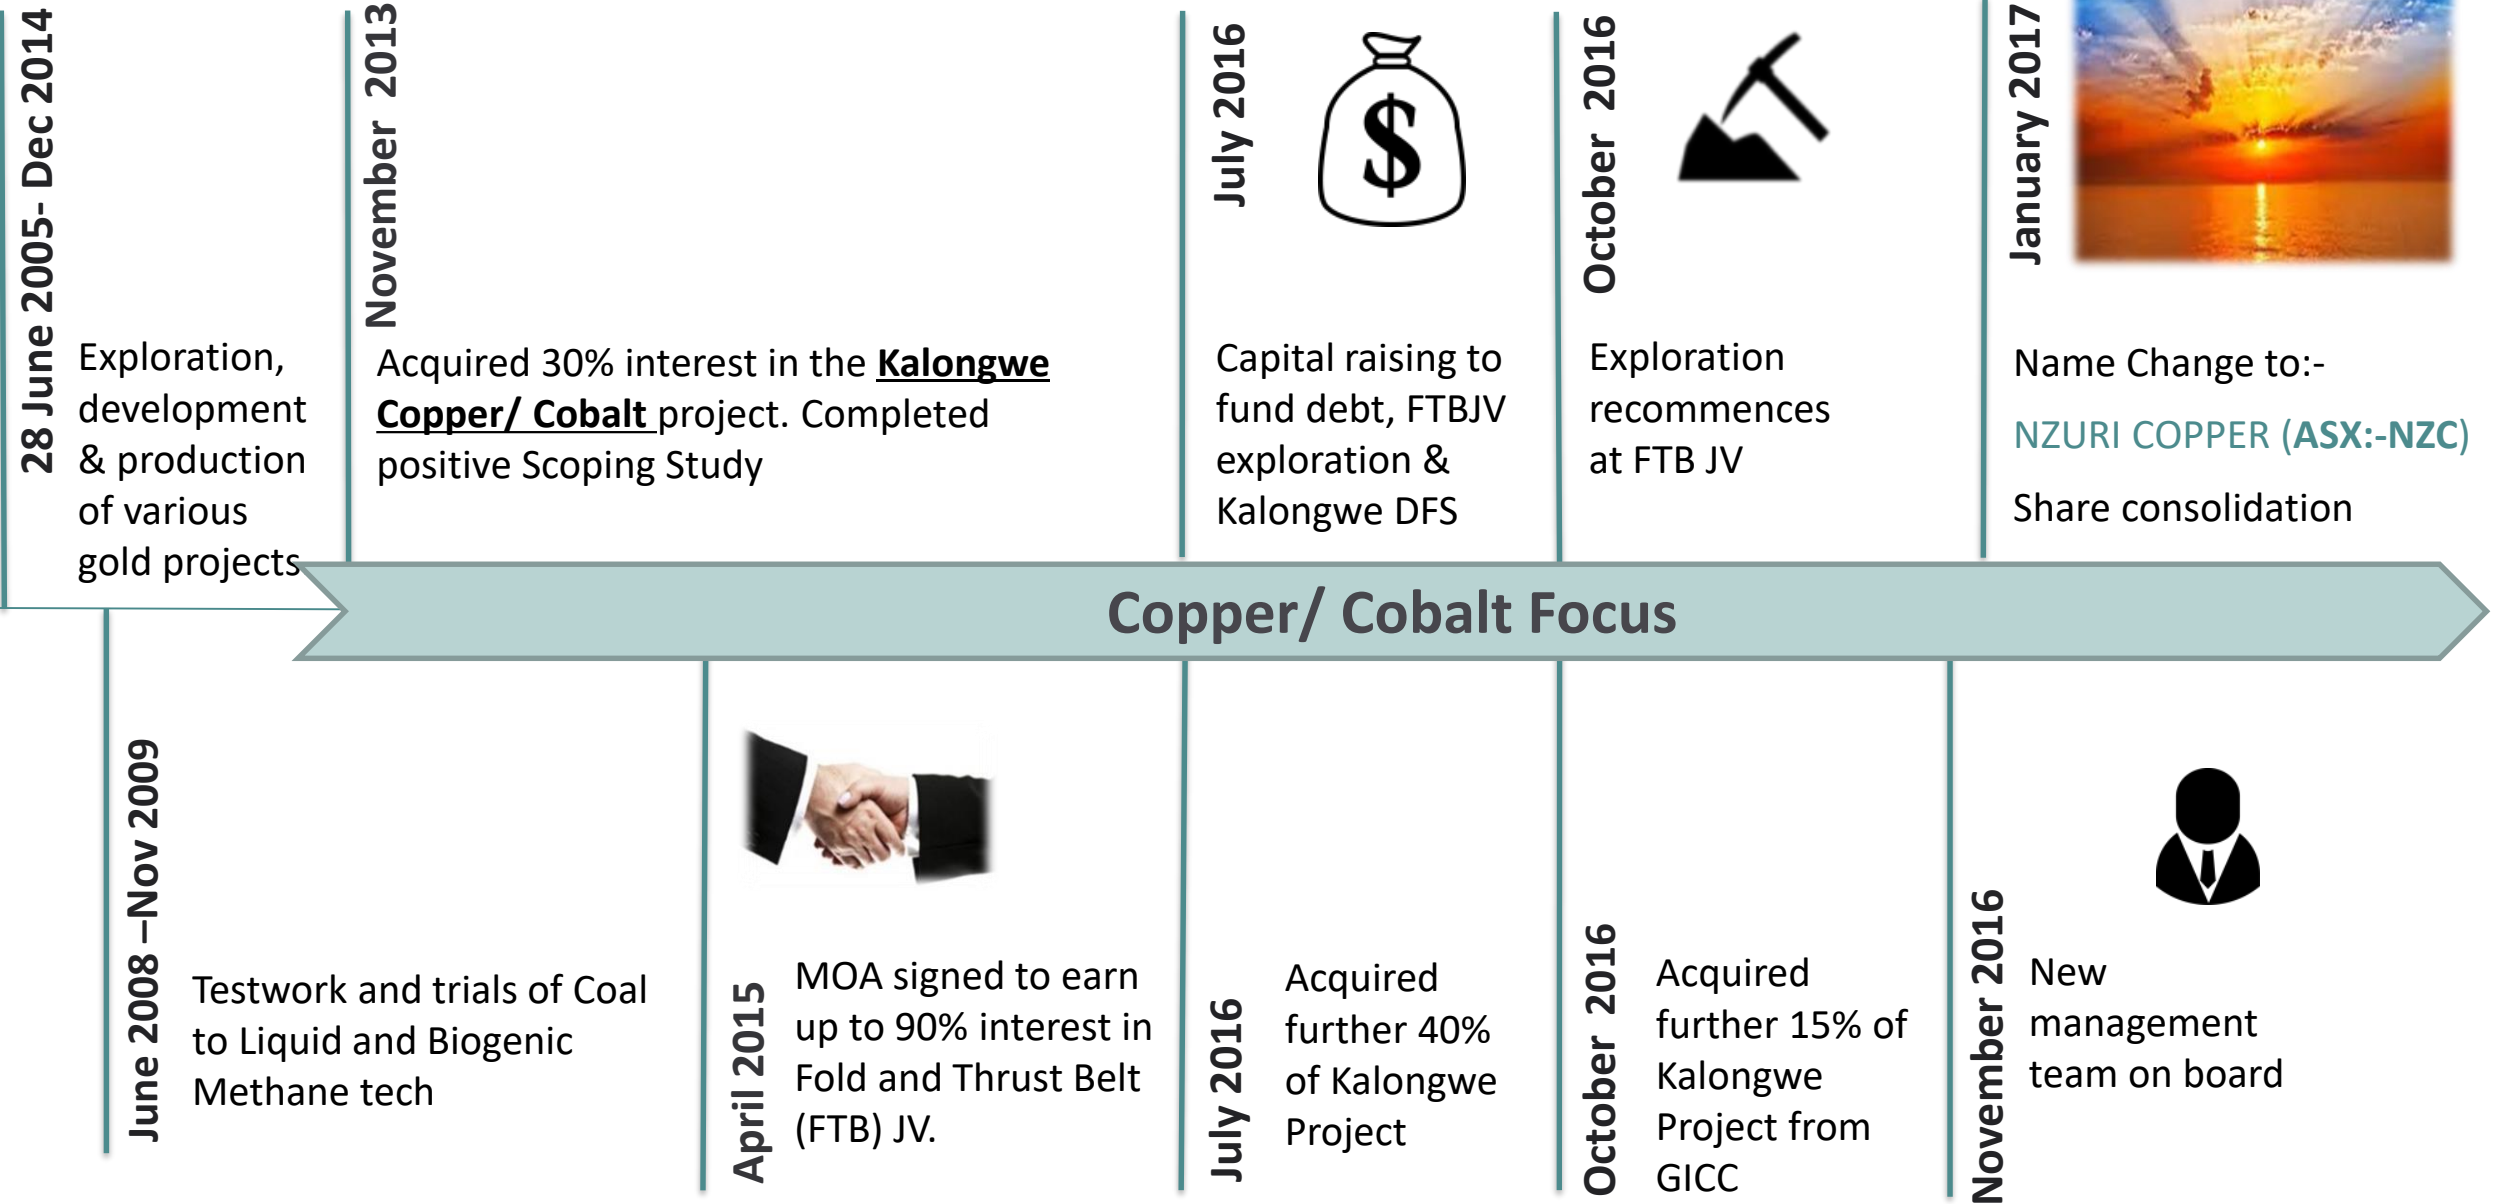 28 June 2005- Dec 2014
Exploration,
development
& production
of various
gold projects
November 2013
Acquired 30% interest in the Kalongwe
Copper/ Cobalt project. Completed
positive Scoping Study
July 2016
$
Capital raising to
fund debt, FTBJV
exploration &
Kalongwe DFS
October 2016
Exploration
recommences
at FTB JV
January 2017
Name Change to:-
NZURI COPPER (ASX:-NZC)
Share consolidation
Copper/ Cobalt Focus
June 2008 –Nov 2009
Testwork and trials of Coal
to Liquid and Biogenic
Methane tech
April 2015
MOA signed to earn
up to 90% interest in
Fold and Thrust Belt
(FTB) JV.
July 2016
Acquired
further 40%
of Kalongwe
Project
October 2016
Acquired
further 15% of
Kalongwe
Project from
GICC
November 2016
New
management
team on board